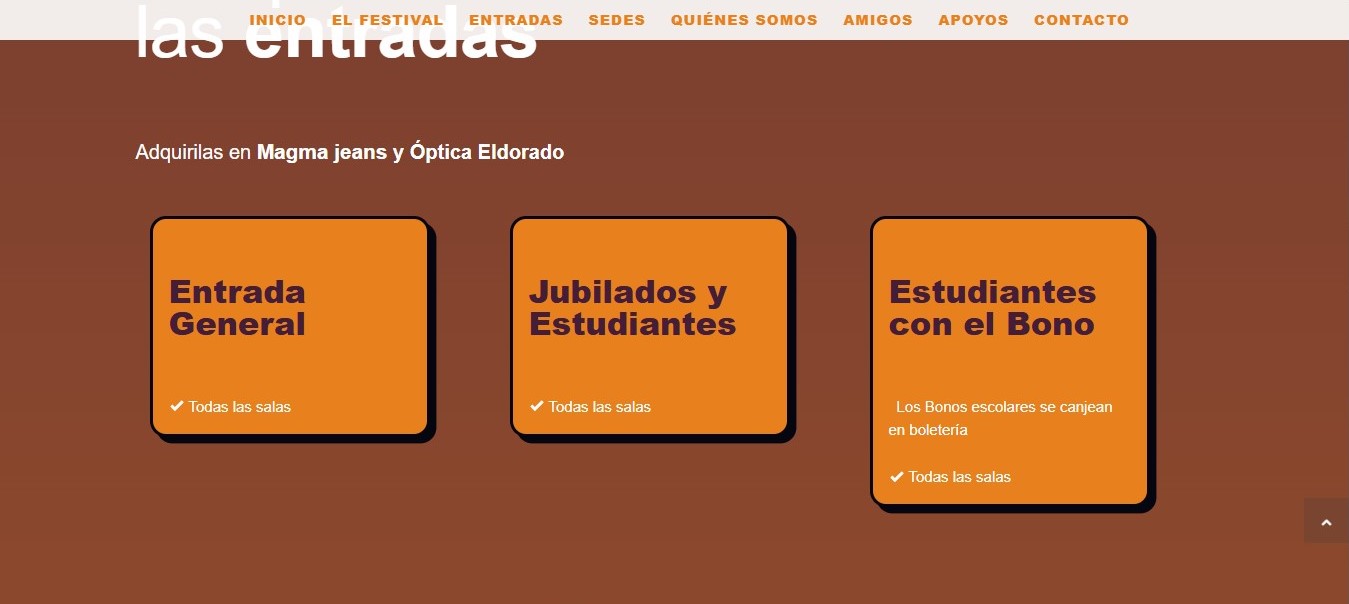 INICIO EL FESTIVAL ENTRADAS SEDES QUIÉNES SOMOS AMIGOS APOYOS CONTACTO
las entradas
Adquirilas en Magma jeans y Óptica Eldorado
Entrada
General
✔ Todas las salas
Jubilados y
Estudiantes
✔ Todas las salas
Estudiantes
con el Bono
Los Bonos escolares se canjean
en boletería
✔ Todas las salas